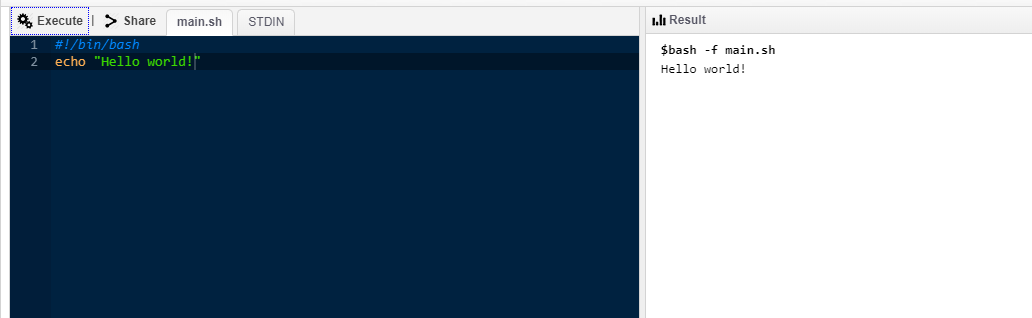 Execute | Share main.sh STDIN
1 #!/bin/bash
2 echo "Hello world!"
Result
$bash -f main.sh
Hello world!